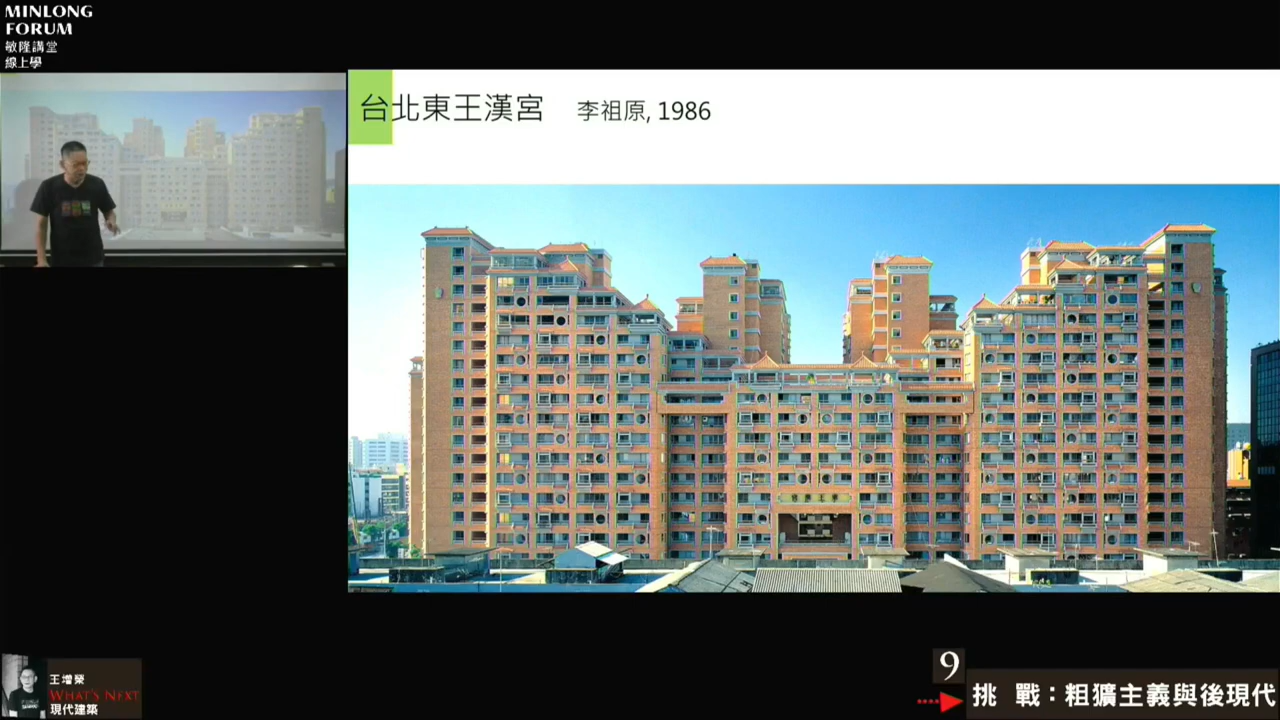 MINLONG
FORUM
敏隆講堂
線上學
台北東王漢宮 李祖原, 1986
王增榮
WHAT'S NEXT
現代建築
9
挑 戰：粗獷主義與後現代